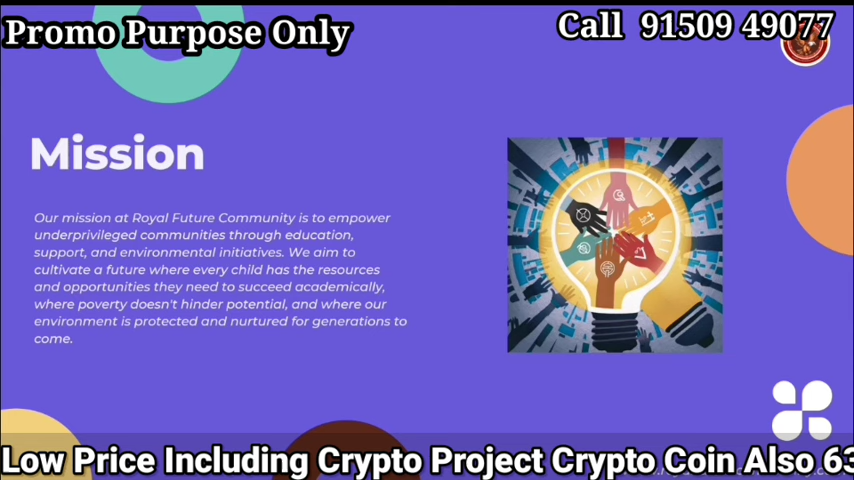 Promo Purpose Only
Call 91509 49077
Mission
Our mission at Royal Future Community is to empower
underprivileged communities through education,
support, and environmental initiatives. We aim to
cultivate a future where every child has the resources
and opportunities they need to succeed academically,
where poverty doesn't hinder potential, and where our
environment is protected and nurtured for generations to
come.
Low Price Including Crypto Project Crypto Coin Also 63